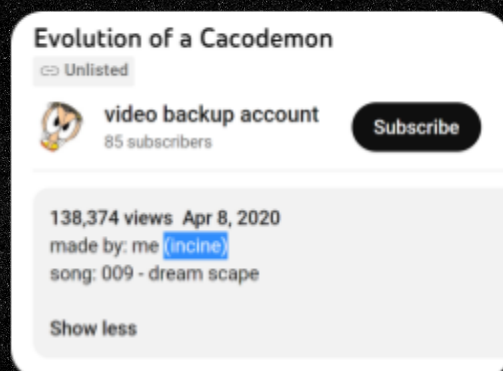 Evolution of a Cacodemon
Unlisted
video backup account
85 subscribers
Subscribe
138,374 views Apr 8, 2020
made by: me (incine)
song: 009 - dream scape
Show less